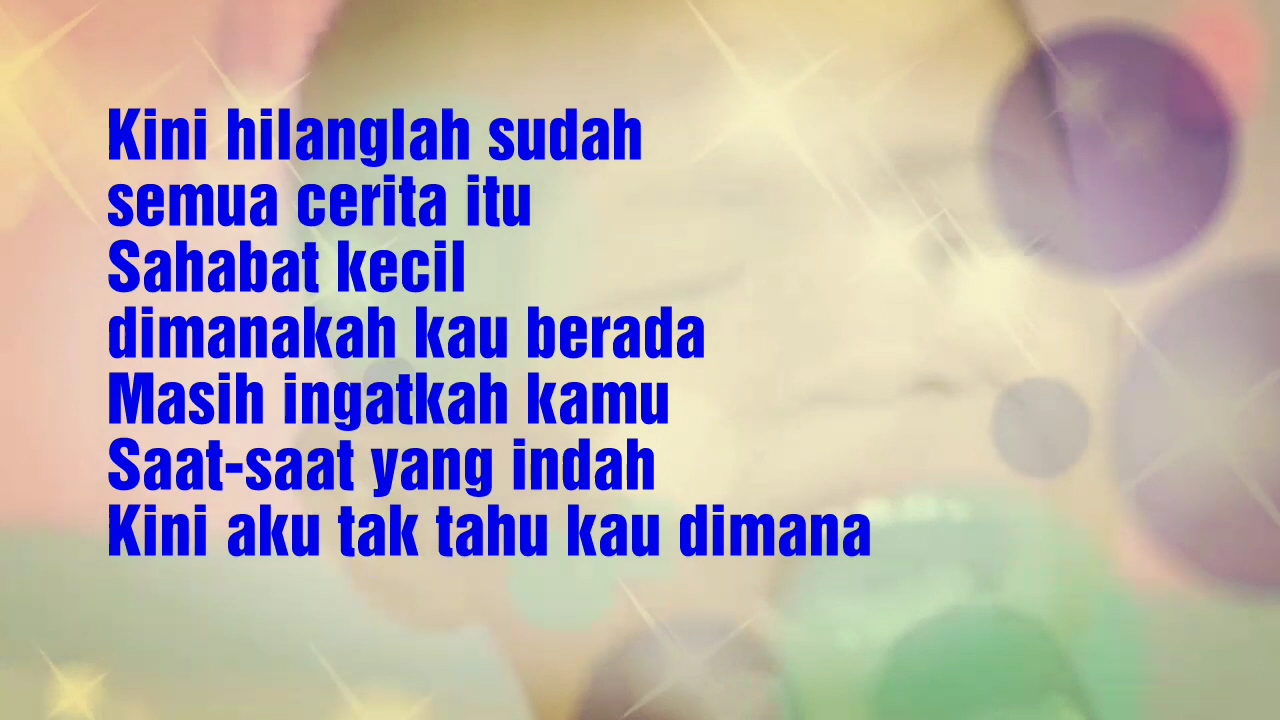 Kini hilanglah sudah
semua cerita itu
Sahabat kecil
dimanakah kau berada
Masih ingatkah kamu
Saat-saat yang indah
Kini aku tak tahu kau dimana